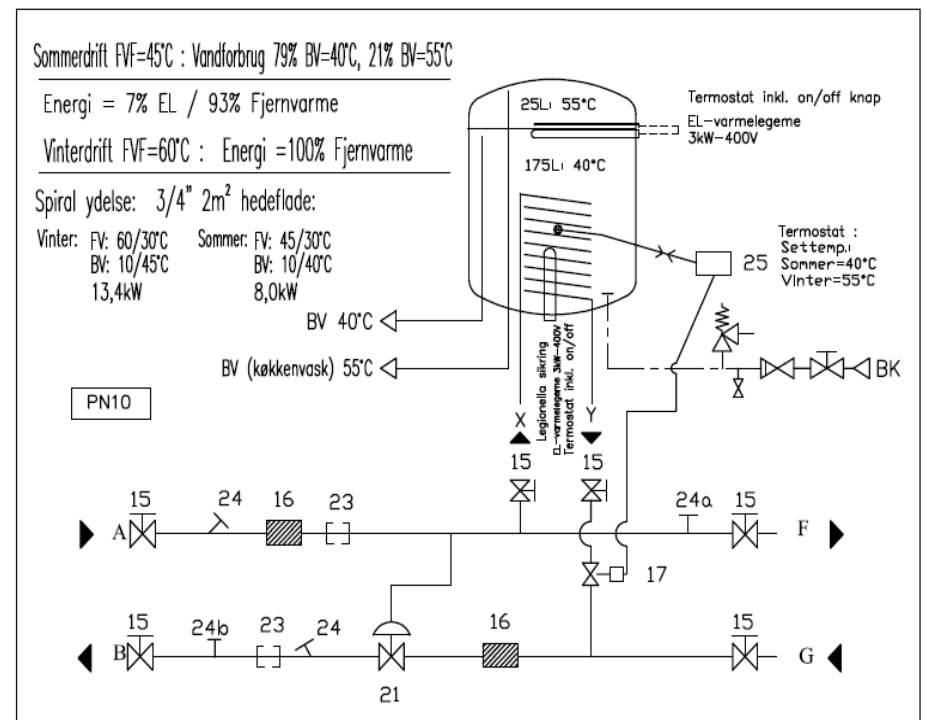 Sommerdrift FVF=45°C : Vandforbrug 79% BV=40°C, 21% BV=55°C
Energi = 7% EL / 93% Fjernvarme
Vinterdrift FVF=60°C : Energi =100% Fjernvarme
Spiral ydelse: 3/4" 2m² hedeflade:
Vinter: FV: 60/30°C Sommer: FV: 45/30°C
BV: 10/45°C BV: 10/40°C
13,4kW 8,0kW
25L: 55°C
175L: 40°C
Termostat inkl. on/off knap
EL-varmelegeme
3kW-400V
Termostat :
Settemp.:
Sommer=40°C
Vinter=55°C
25
BV 40°C
BV (køkkenvask) 55°C
PN10
BK
Legionella sikring
EL-varmelegeme 3kW-400V
Termostat inkl. on/off
X
Y
15
15
15
24
16
23
24a
15
A
F
17
15
24b
23
24
16
15
B
G
21